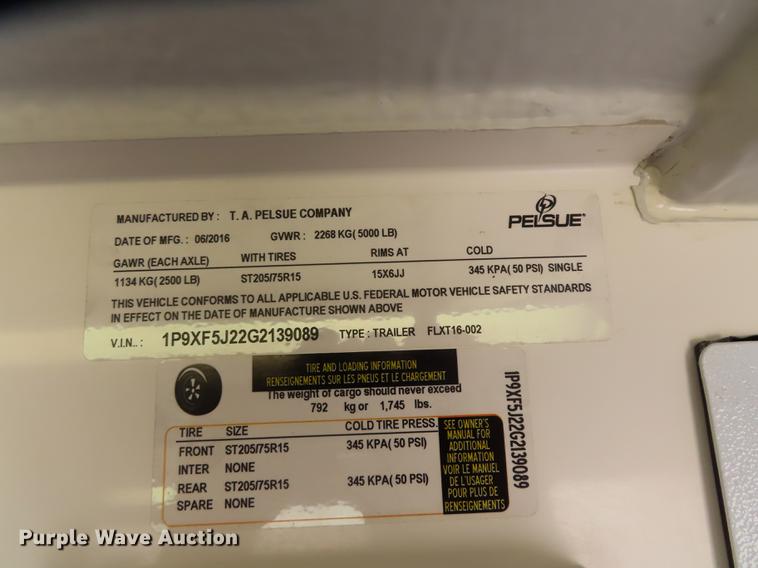 MANUFACTURED BY : T. A. PELSUE COMPANY
PELSUE
DATE OF MFG. : 06/2016 GVWR : 2268 KG( 5000 LB)
GAWR (EACH AXLE) WITH TIRES RIMS AT COLD
1134 KG( 2500 LB) ST205/75R15 15X6JJ 345 KPA( 50 PSI) SINGLE
THIS VEHICLE CONFORMS TO ALL APPLICABLE U.S. FEDERAL MOTOR VEHICLE SAFETY STANDARDS
IN EFFECT ON THE DATE OF MANUFACTURE SHOWN ABOVE
V.I.N.. : 1P9XF5J22G2139089 TYPE : TRAILER FLXT16-002
TIRE AND LOADING INFORMATION
RENSEIGNEMENTS SUR LES PNEUS ET LE CHARGEMENT
The weight of cargo should never exceed
792 kg or 1,745 lbs.
TIRE SIZE COLD TIRE PRESS.
FRONT ST205/75R15 345 KPA( 50 PSI)
INTER NONE
REAR ST205/75R15 345 KPA( 50 PSI)
SPARE NONE
SEE OWNER'S
MANUAL FOR
ADDITIONAL
INFORMATION
VOIR LE MANUEL
DE L'USAGER
POUR PLUS DE
RENSEIGNEMENTS
1P9XF5J22G2139089
Purple Wave Auction